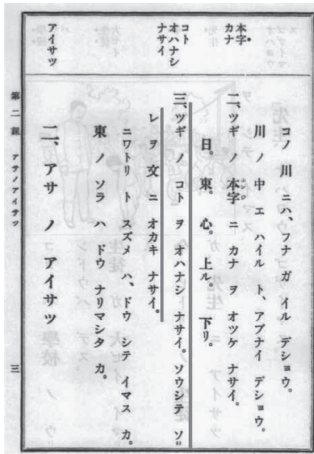 コノ 川 ニハ、フナ ガ イル デショウ。
川 ノ 中 エ ハイル ト、アブナイ デショウ。
二、ツギ ノ 本字 ニ カナ ヲ オツケ ナサイ。
日。東。心。上ル。下リ。
三、ツギ ノ コト ヲ オハナシ ナサイ。ソウシテ ソ
レ ヲ 文 ニ オカキ ナサイ。
ニワトリ ト スズメ ハ、ドウ シテ イマス カ。
東 ノ ソラ ハ ドウ ナリマシタ カ。
二、アサ ノ アイサツ
本字
カナ
コト
オハナシ
ナサイ
アイサツ
第二課 アサノアイサツ
三